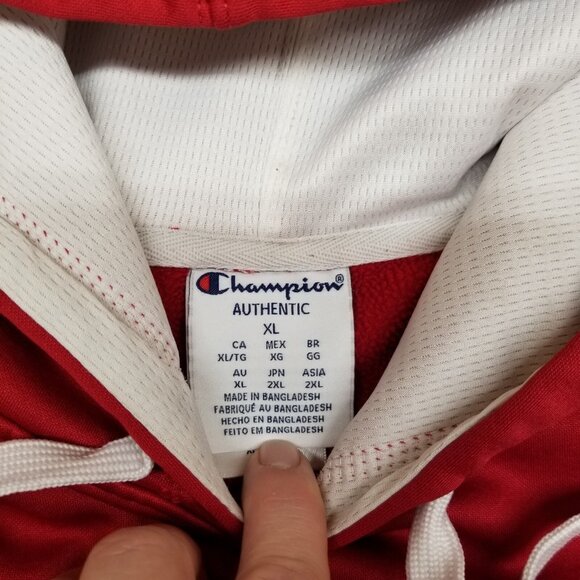 Champion®
AUTHENTIC
XL
CA MEX BR
XL/TG XG GG
AU JPN ASIA
XL 2XL 2XL
MADE IN BANGLADESH
FABRIQUÉ AU BANGLADESH
HECHO EN BANGLADESH
FEITO EM BANGLADESH